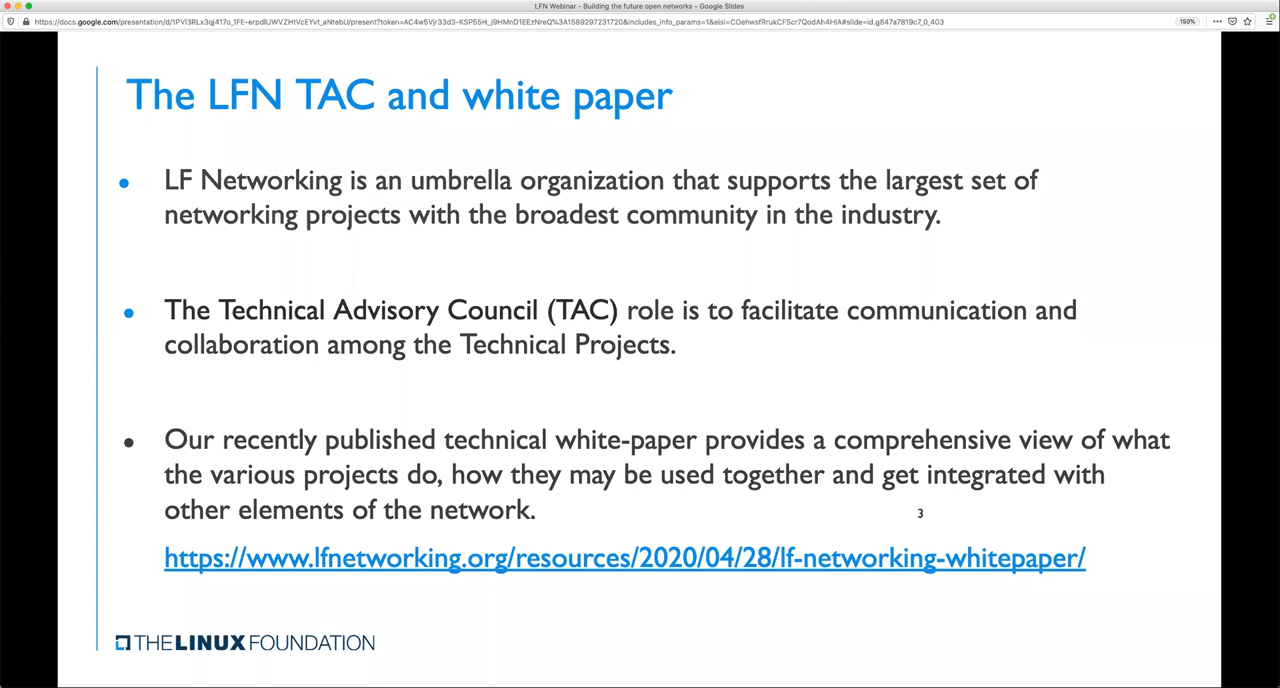 LFN Webinar - Building the future open networks - Google Slides
150%
The LFN TAC and white paper
LF Networking is an umbrella organization that supports the largest set of
networking projects with the broadest community in the industry.
The Technical Advisory Council (TAC) role is to facilitate communication and
collaboration among the Technical Projects.
Our recently published technical white-paper provides a comprehensive view of what
the various projects do, how they may be used together and get integrated with
other elements of the network.
3
https://www.lfnetworking.org/resources/2020/04/28/lf-networking-whitepaper/
THE LINUX FOUNDATION